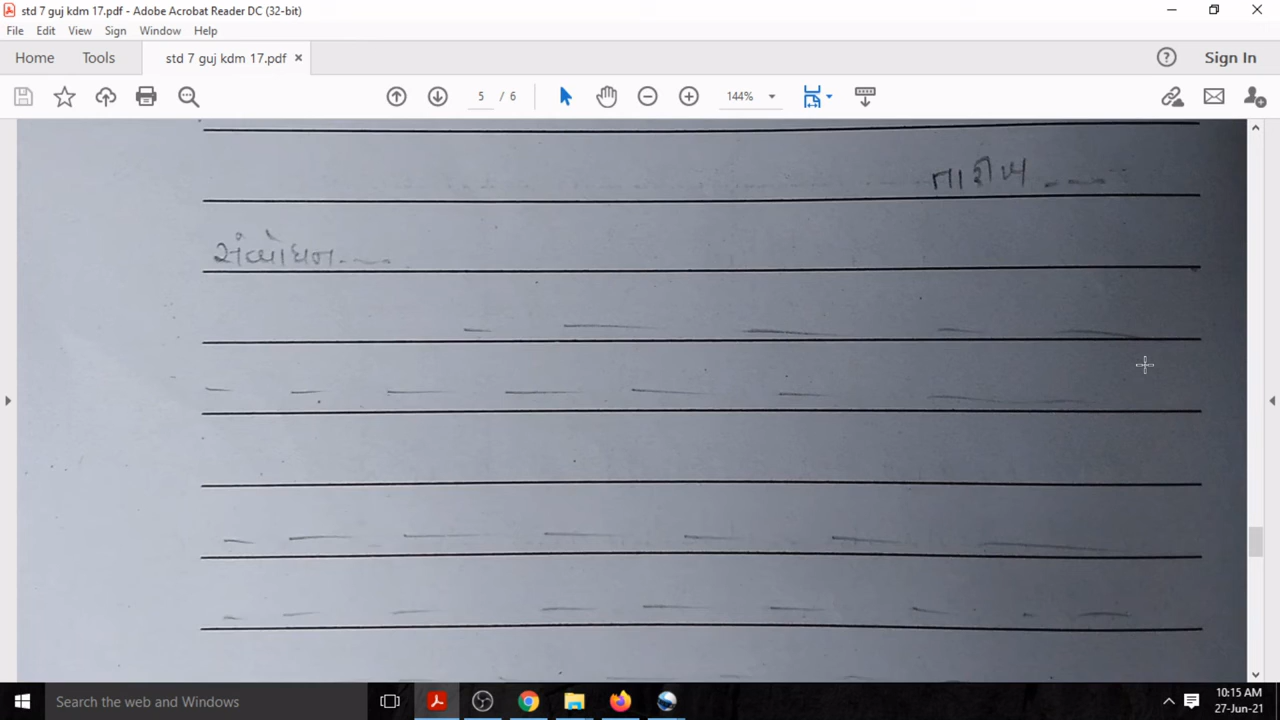 std 7 guj kdm 17.pdf - Adobe Acrobat Reader DC (32-bit)
File Edit View Sign Window Help
Home Tools std 7 guj kdm 17.pdf × Sign In
5 / 6 144%
તારીખ - - -
સંબોધન - - -
Search the web and Windows
10:15 AM
27-Jun-21